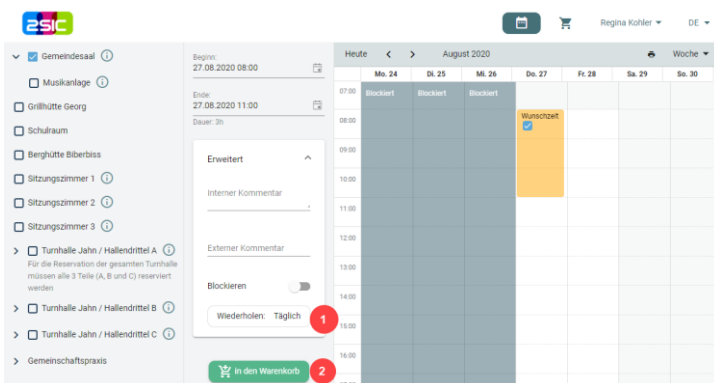 2SIC
Regina Kohler
DE
Gemeindesaal
Musikanlage
Grillhütte Georg
Schulraum
Berghütte Biberbiss
Sitzungszimmer 1
Sitzungszimmer 2
Sitzungszimmer 3
Turnhalle Jahn / Hallendrittel A
Für die Reservation der gesamten Turnhalle
müssen alle 3 Teile (A, B und C) reserviert
werden
Turnhalle Jahn / Hallendrittel B
Turnhalle Jahn / Hallendrittel C
Gemeinschaftspraxis
Beginn:
27.08.2020 08:00
Ende:
27.08.2020 11:00
Dauer: 3h
Erweitert
Interner Kommentar
Externer Kommentar
Blockieren
Wiederholen: Täglich
1
in den Warenkorb
2
Heute
August 2020
Woche
Mo. 24
Di. 25
Mi. 26
Do. 27
Fr. 28
Sa. 29
So. 30
07:00
Blockiert
Blockiert
Blockiert
08:00
Wunschzeit
09:00
10:00
11:00
12:00
13:00
14:00
15:00
16:00